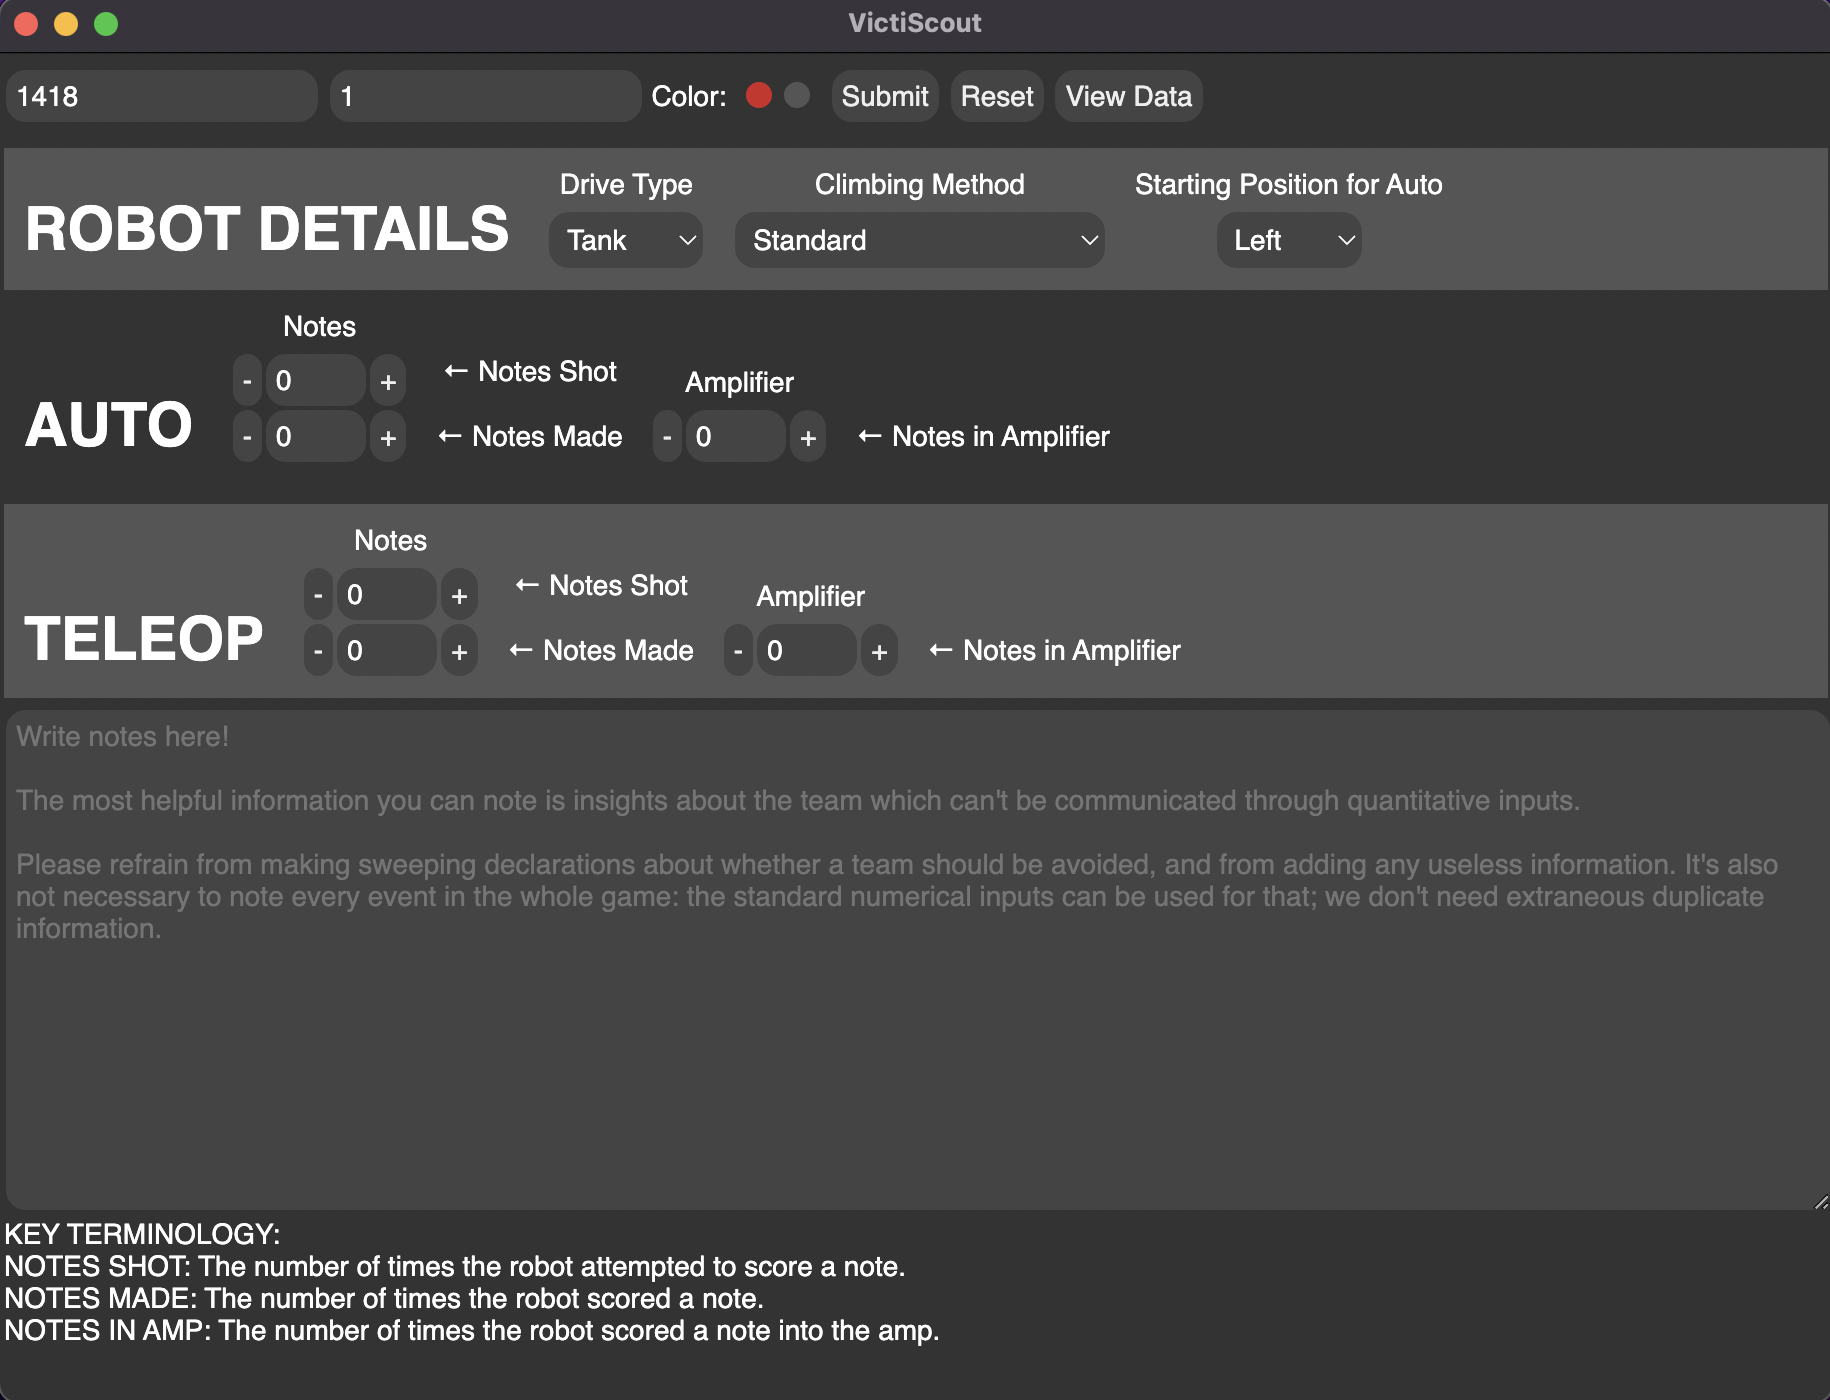 VictiScout
1418 1 Color: Submit Reset View Data
Drive Type Climbing Method Starting Position for Auto
ROBOT DETAILS Tank Standard Left
Notes
- 0 + ← Notes Shot Amplifier
AUTO - 0 + ← Notes Made - 0 + ← Notes in Amplifier
Notes
- 0 + ← Notes Shot Amplifier
TELEOP - 0 + ← Notes Made - 0 + ← Notes in Amplifier
Write notes here!
The most helpful information you can note is insights about the team which can't be communicated through quantitative inputs.
Please refrain from making sweeping declarations about whether a team should be avoided, and from adding any useless information. It's also
not necessary to note every event in the whole game: the standard numerical inputs can be used for that; we don't need extraneous duplicate
information.
KEY TERMINOLOGY:
NOTES SHOT: The number of times the robot attempted to score a note.
NOTES MADE: The number of times the robot scored a note.
NOTES IN AMP: The number of times the robot scored a note into the amp.